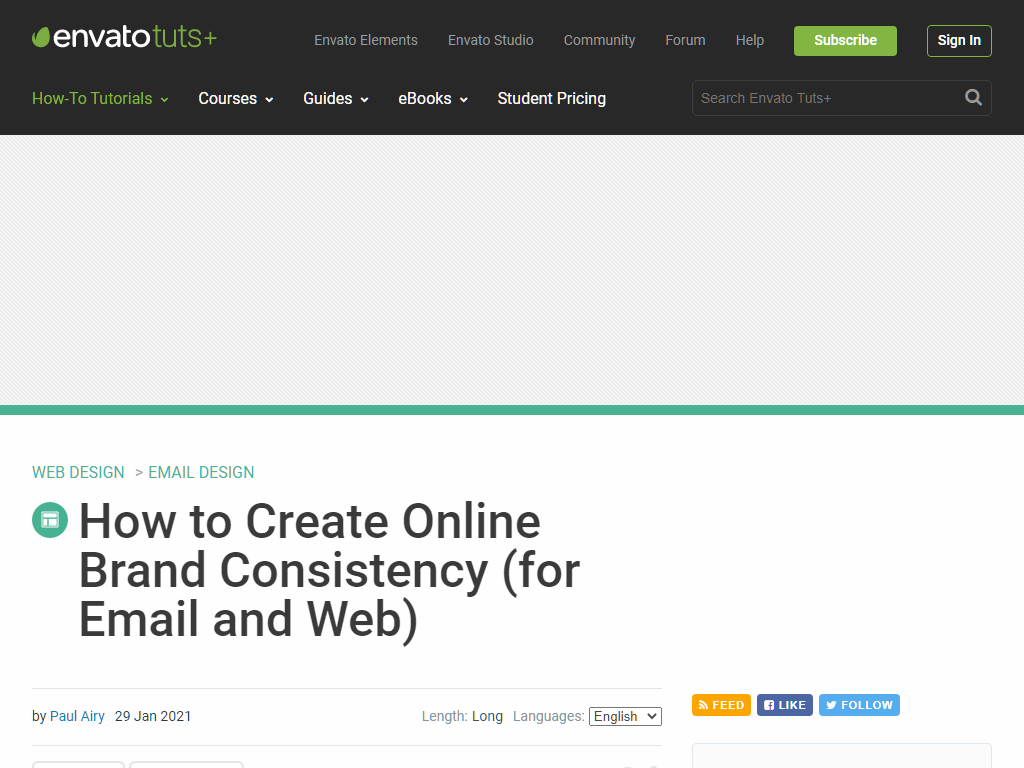 envatotuts+
Envato Elements Envato Studio Community Forum Help Subscribe Sign In
How-To Tutorials Courses Guides eBooks Student Pricing Search Envato Tuts+
WEB DESIGN > EMAIL DESIGN
How to Create Online
Brand Consistency (for
Email and Web)
by Paul Airy 29 Jan 2021 Length: Long Languages: English
FEED LIKE FOLLOW